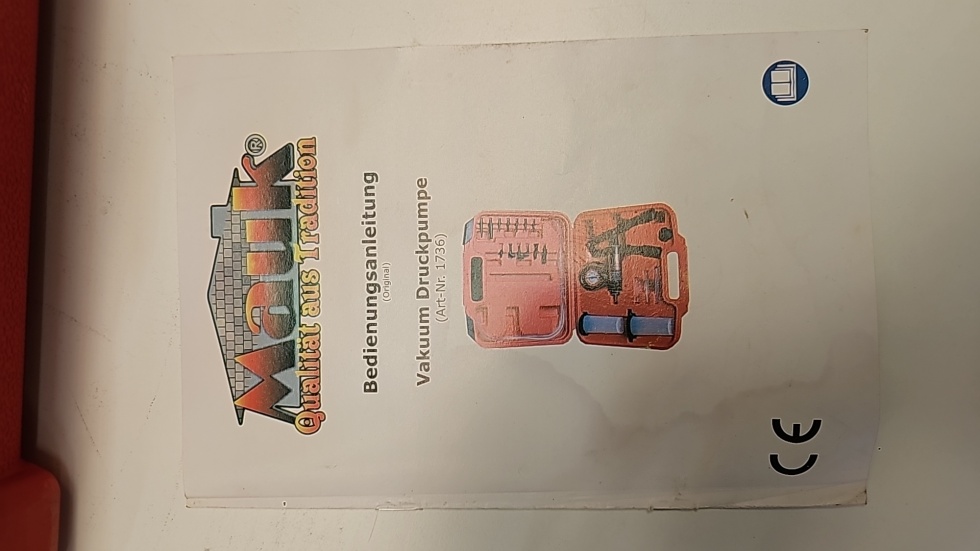 Mauk®
Qualität aus Tradition
Bedienungsanleitung
(Original)
Vakuum Druckpumpe
(Art-Nr. 1736)
CE